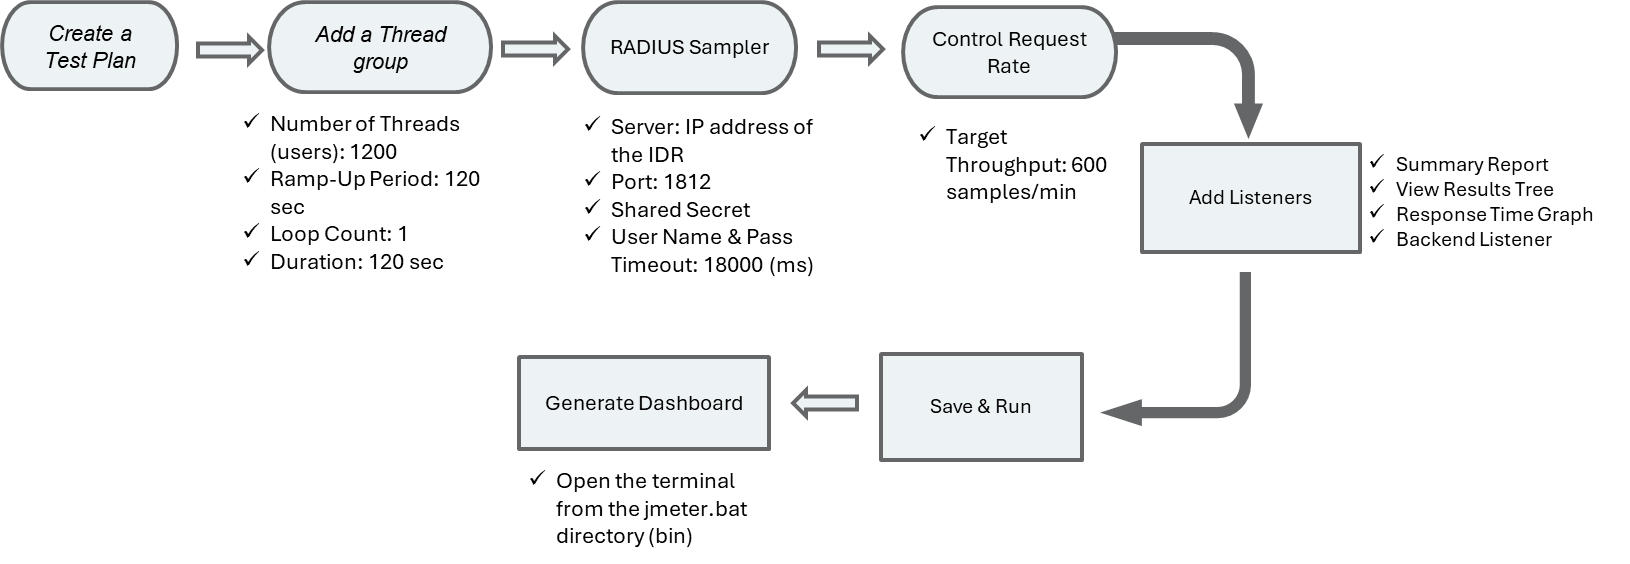 Create a
Test Plan
Add a Thread
group
RADIUS Sampler
Control Request
Rate
✓ Number of Threads
(users): 1200
✓ Ramp-Up Period: 120
sec
✓ Loop Count: 1
✓ Duration: 120 sec
✓ Server: IP address of
the IDR
✓ Port: 1812
✓ Shared Secret
✓ User Name & Pass
Timeout: 18000 (ms)
✓ Target
Throughput: 600
samples/min
Add Listeners
✓ Summary Report
✓ View Results Tree
✓ Response Time Graph
✓ Backend Listener
Save & Run
Generate Dashboard
✓ Open the terminal
from the jmeter.bat
directory (bin)